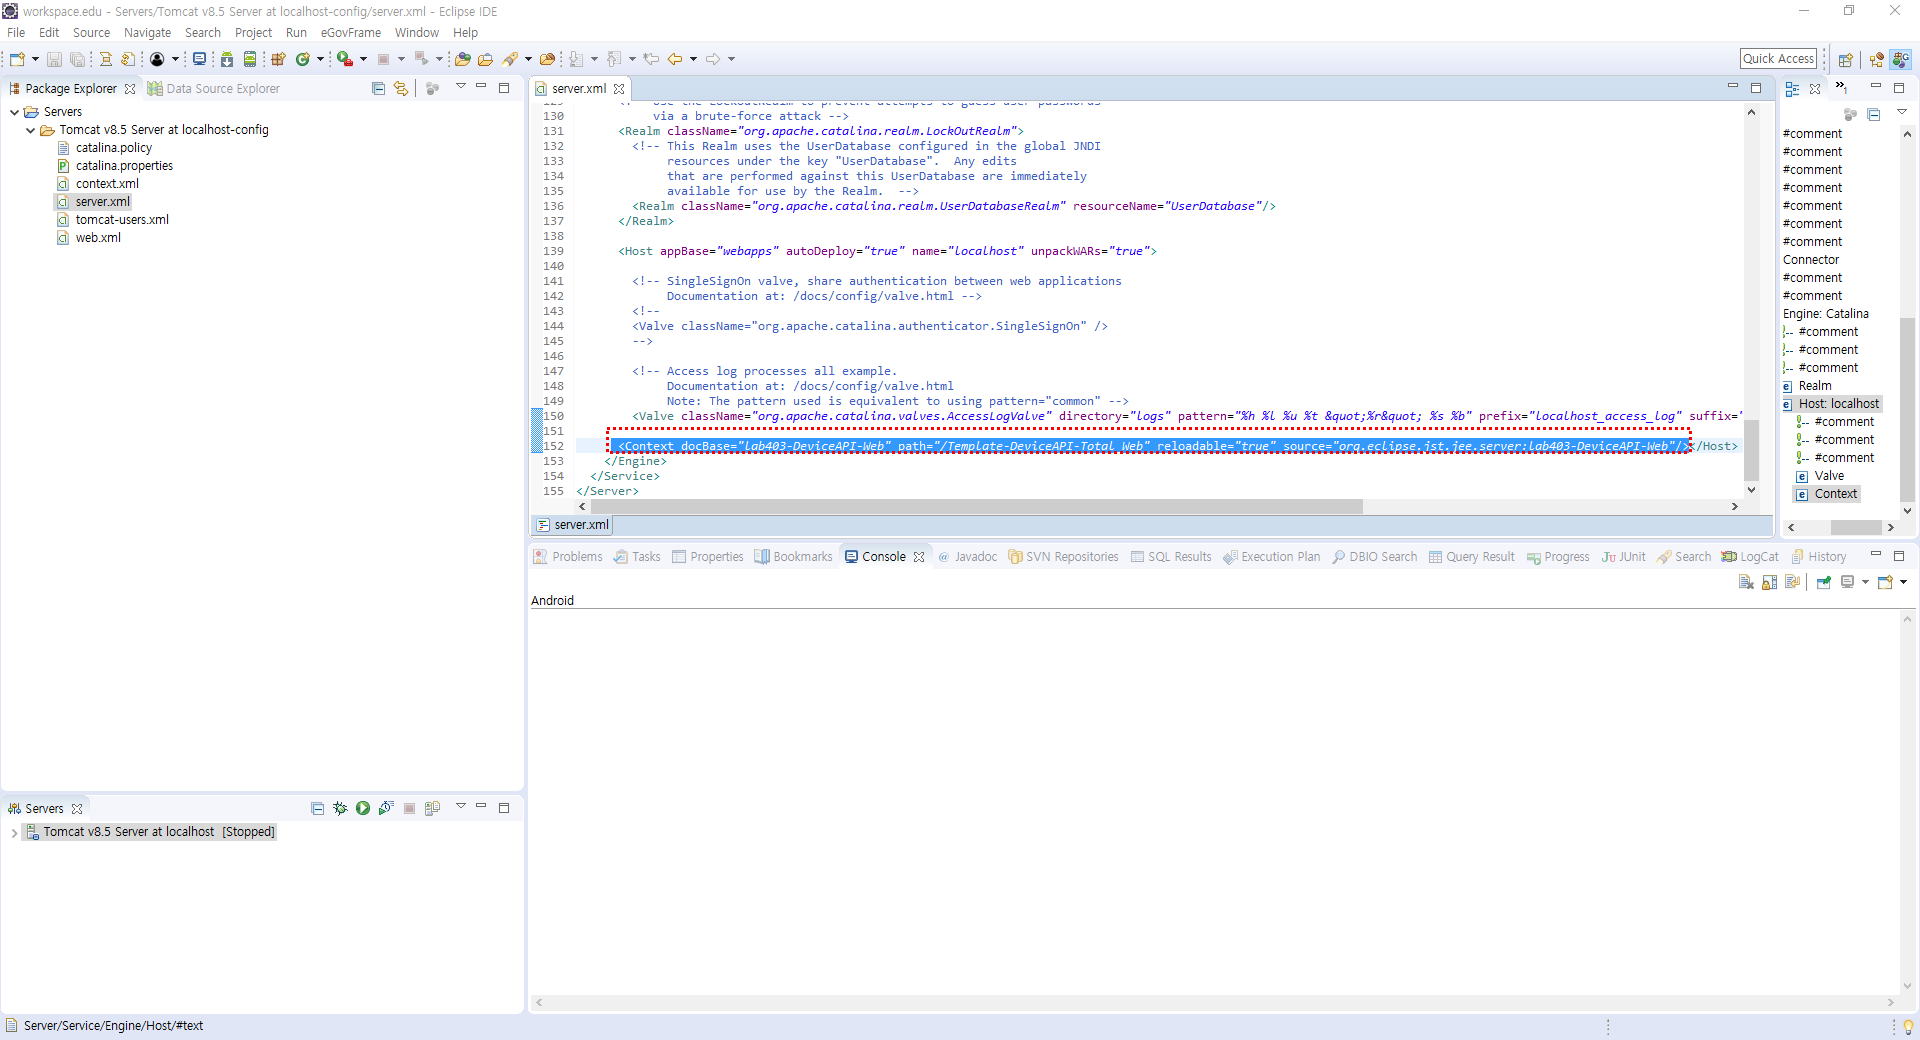 workspace.edu - Servers/Tomcat v8.5 Server at localhost-config/server.xml - Eclipse IDE
File Edit Source Navigate Search Project Run eGovFrame Window Help
Quick Access
Package Explorer Data Source Explorer
Servers
Tomcat v8.5 Server at localhost-config
catalina.policy
catalina.properties
context.xml
server.xml
tomcat-users.xml
web.xml
server.xml
130 via a brute-force attack -->
131 <Realm className="org.apache.catalina.realm.LockOutRealm">
132 <!-- This Realm uses the UserDatabase configured in the global JNDI
133 resources under the key "UserDatabase".  Any edits
134 that are performed against this UserDatabase are immediately
135 available for use by the Realm.  -->
136 <Realm className="org.apache.catalina.realm.UserDatabaseRealm" resourceName="UserDatabase"/>
137 </Realm>
138
139 <Host appBase="webapps" autoDeploy="true" name="localhost" unpackWARs="true">
140
141 <!-- SingleSignOn valve, share authentication between web applications
142 Documentation at: /docs/config/valve.html -->
143 <!--
144 <Valve className="org.apache.catalina.authenticator.SingleSignOn" />
145 -->
146
147 <!-- Access log processes all example.
148 Documentation at: /docs/config/valve.html
149 Note: The pattern used is equivalent to using pattern="common" -->
150 <Valve className="org.apache.catalina.valves.AccessLogValve" directory="logs" pattern="%h %l %u %t &quot;%r&quot; %s %b" prefix="localhost_access_log" suffix="
151
152 <Context docBase="lab403-DeviceAPI-Web" path="/Template-DeviceAPI-Total_Web" reloadable="true" source="org.eclipse.jst.jee.server:lab403-DeviceAPI-Web"/></Host>
153 </Engine>
154 </Service>
155 </Server>
server.xml
#comment
#comment
#comment
#comment
#comment
#comment
#comment
Connector
#comment
#comment
Engine: Catalina
#comment
#comment
#comment
Realm
Host: localhost
#comment
#comment
#comment
Valve
Context
Problems Tasks Properties Bookmarks Console Javadoc SVN Repositories SQL Results Execution Plan DBIO Search Query Result Progress JUnit Search LogCat History
Android
Servers
Tomcat v8.5 Server at localhost [Stopped]
Server/Service/Engine/Host/#text